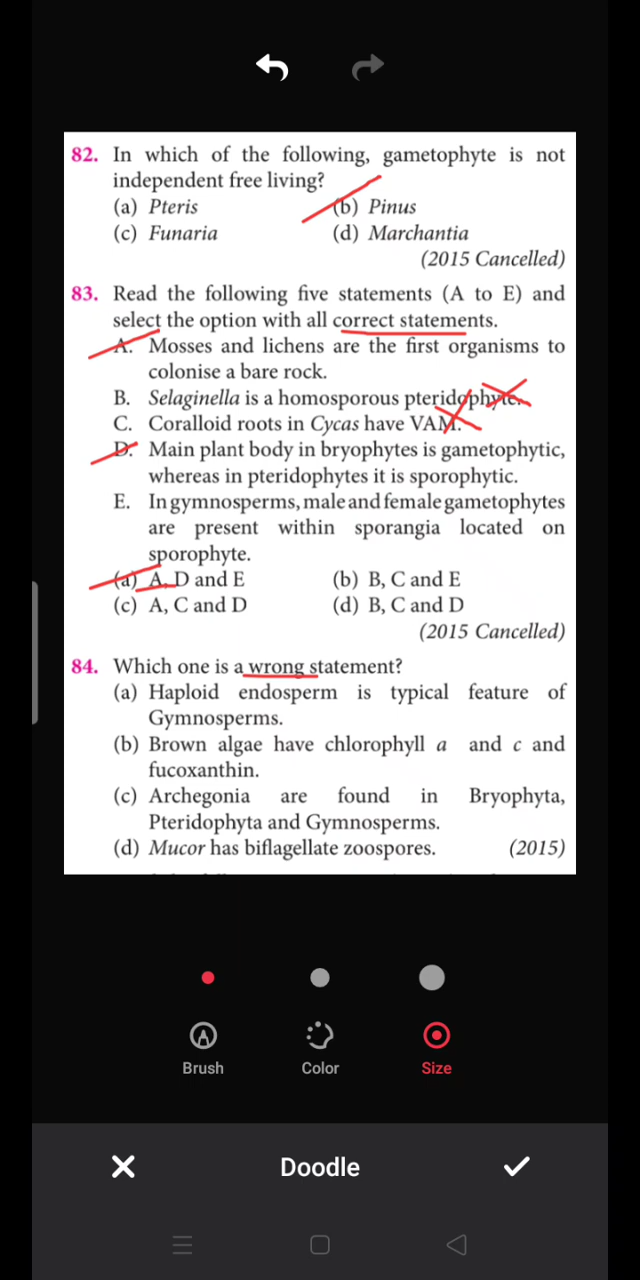 82. In which of the following, gametophyte is not
independent free living?
(a) Pteris (b) Pinus
(c) Funaria (d) Marchantia
(2015 Cancelled)
83. Read the following five statements (A to E) and
select the option with all correct statements.
A. Mosses and lichens are the first organisms to
colonise a bare rock.
B. Selaginella is a homosporous pteridophyte.
C. Coralloid roots in Cycas have VAM.
D. Main plant body in bryophytes is gametophytic,
whereas in pteridophytes it is sporophytic.
E. In gymnosperms, male and female gametophytes
are present within sporangia located on
sporophyte.
(a) A, D and E (b) B, C and E
(c) A, C and D (d) B, C and D
(2015 Cancelled)
84. Which one is a wrong statement?
(a) Haploid endosperm is typical feature of
Gymnosperms.
(b) Brown algae have chlorophyll a and c and
fucoxanthin.
(c) Archegonia are found in Bryophyta,
Pteridophyta and Gymnosperms.
(d) Mucor has biflagellate zoospores. (2015)
Brush Color Size
Doodle